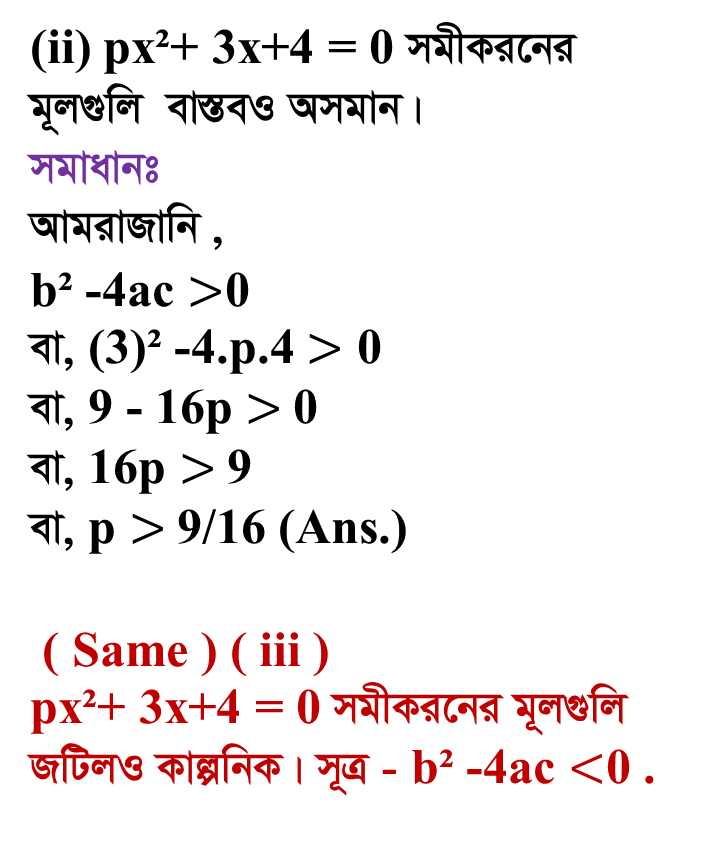 (ii) px²+ 3x+4 = 0 সমীকরনের
মূলগুলি বাস্তবও অসমান।
সমাধানঃ
আমরাজানি ,
b² -4ac >0
বা, (3)² -4.p.4 > 0
বা, 9 - 16p > 0
বা, 16p > 9
বা, p > 9/16 (Ans.)
( Same ) ( iii )
px²+ 3x+4 = 0 সমীকরনের মূলগুলি
জটিলও কাল্পনিক। সূত্র - b² -4ac <0 .